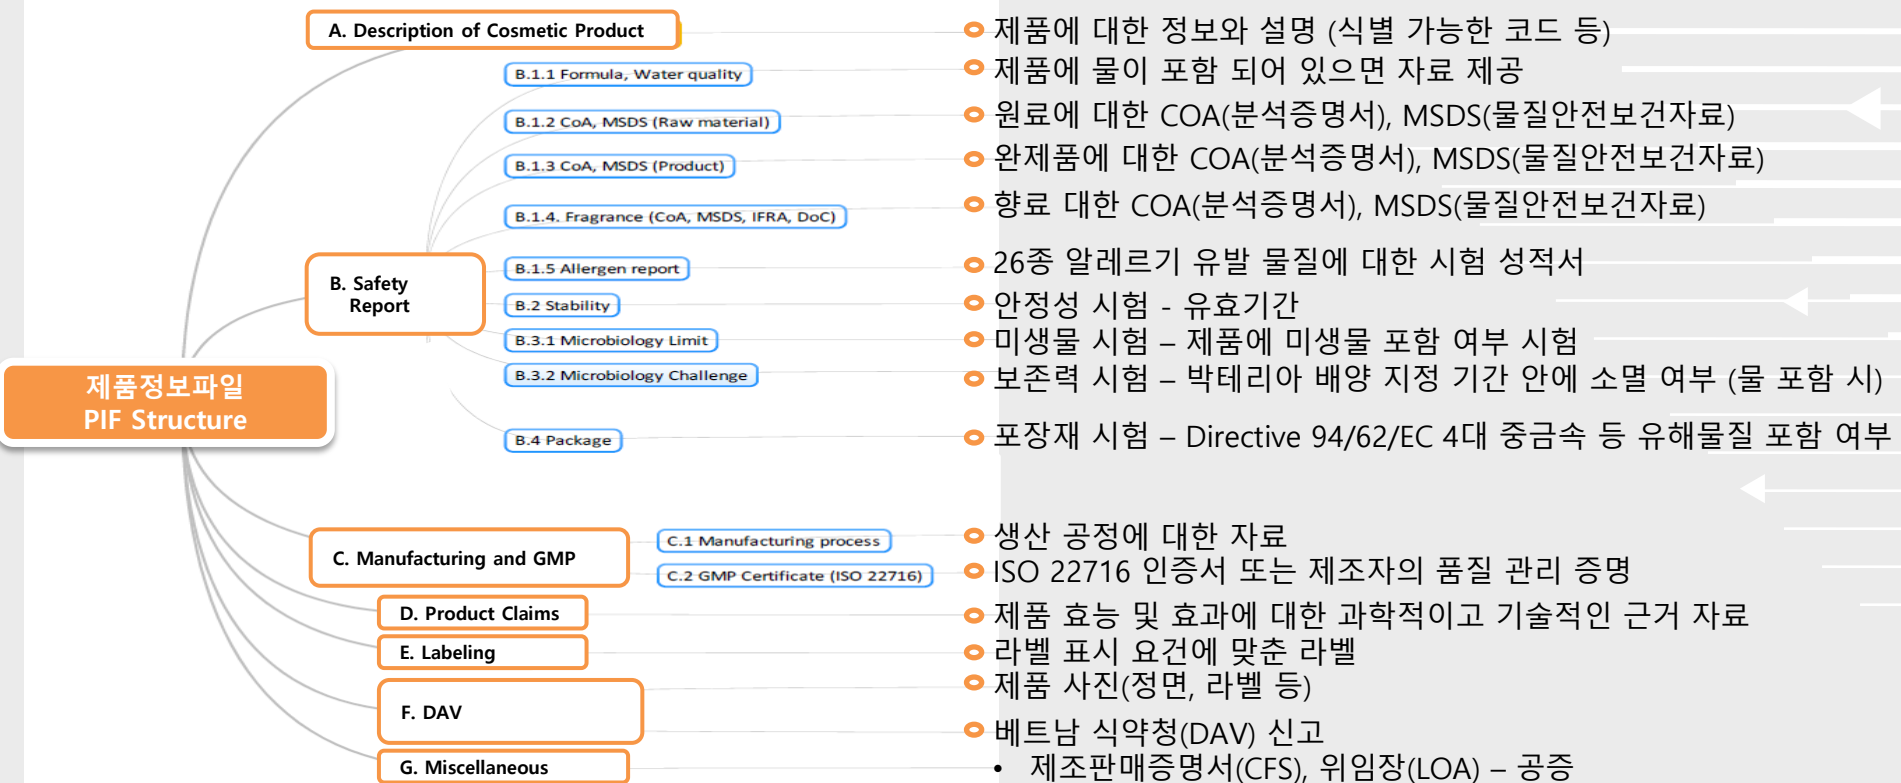 A. Description of Cosmetic Product
제품에 대한 정보와 설명 (식별 가능한 코드 등)
B.1.1 Formula, Water quality
제품에 물이 포함 되어 있으면 자료 제공
B.1.2 CoA, MSDS (Raw material)
원료에 대한 COA(분석증명서), MSDS(물질안전보건자료)
B.1.3 CoA, MSDS (Product)
완제품에 대한 COA(분석증명서), MSDS(물질안전보건자료)
B.1.4. Fragrance (CoA, MSDS, IFRA, DoC)
향료 대한 COA(분석증명서), MSDS(물질안전보건자료)
B. Safety
Report
B.1.5 Allergen report
26종 알레르기 유발 물질에 대한 시험 성적서
B.2 Stability
안정성 시험 - 유효기간
B.3.1 Microbiology Limit
미생물 시험 – 제품에 미생물 포함 여부 시험
B.3.2 Microbiology Challenge
보존력 시험 – 박테리아 배양 지정 기간 안에 소멸 여부 (물 포함 시)
제품정보파일
PIF Structure
B.4 Package
포장재 시험 – Directive 94/62/EC 4대 중금속 등 유해물질 포함 여부
C. Manufacturing and GMP
C.1 Manufacturing process
생산 공정에 대한 자료
C.2 GMP Certificate (ISO 22716)
ISO 22716 인증서 또는 제조자의 품질 관리 증명
D. Product Claims
제품 효능 및 효과에 대한 과학적이고 기술적인 근거 자료
E. Labeling
라벨 표시 요건에 맞춘 라벨
제품 사진(정면, 라벨 등)
F. DAV
베트남 식약청(DAV) 신고
G. Miscellaneous
• 제조판매증명서(CFS), 위임장(LOA) – 공증